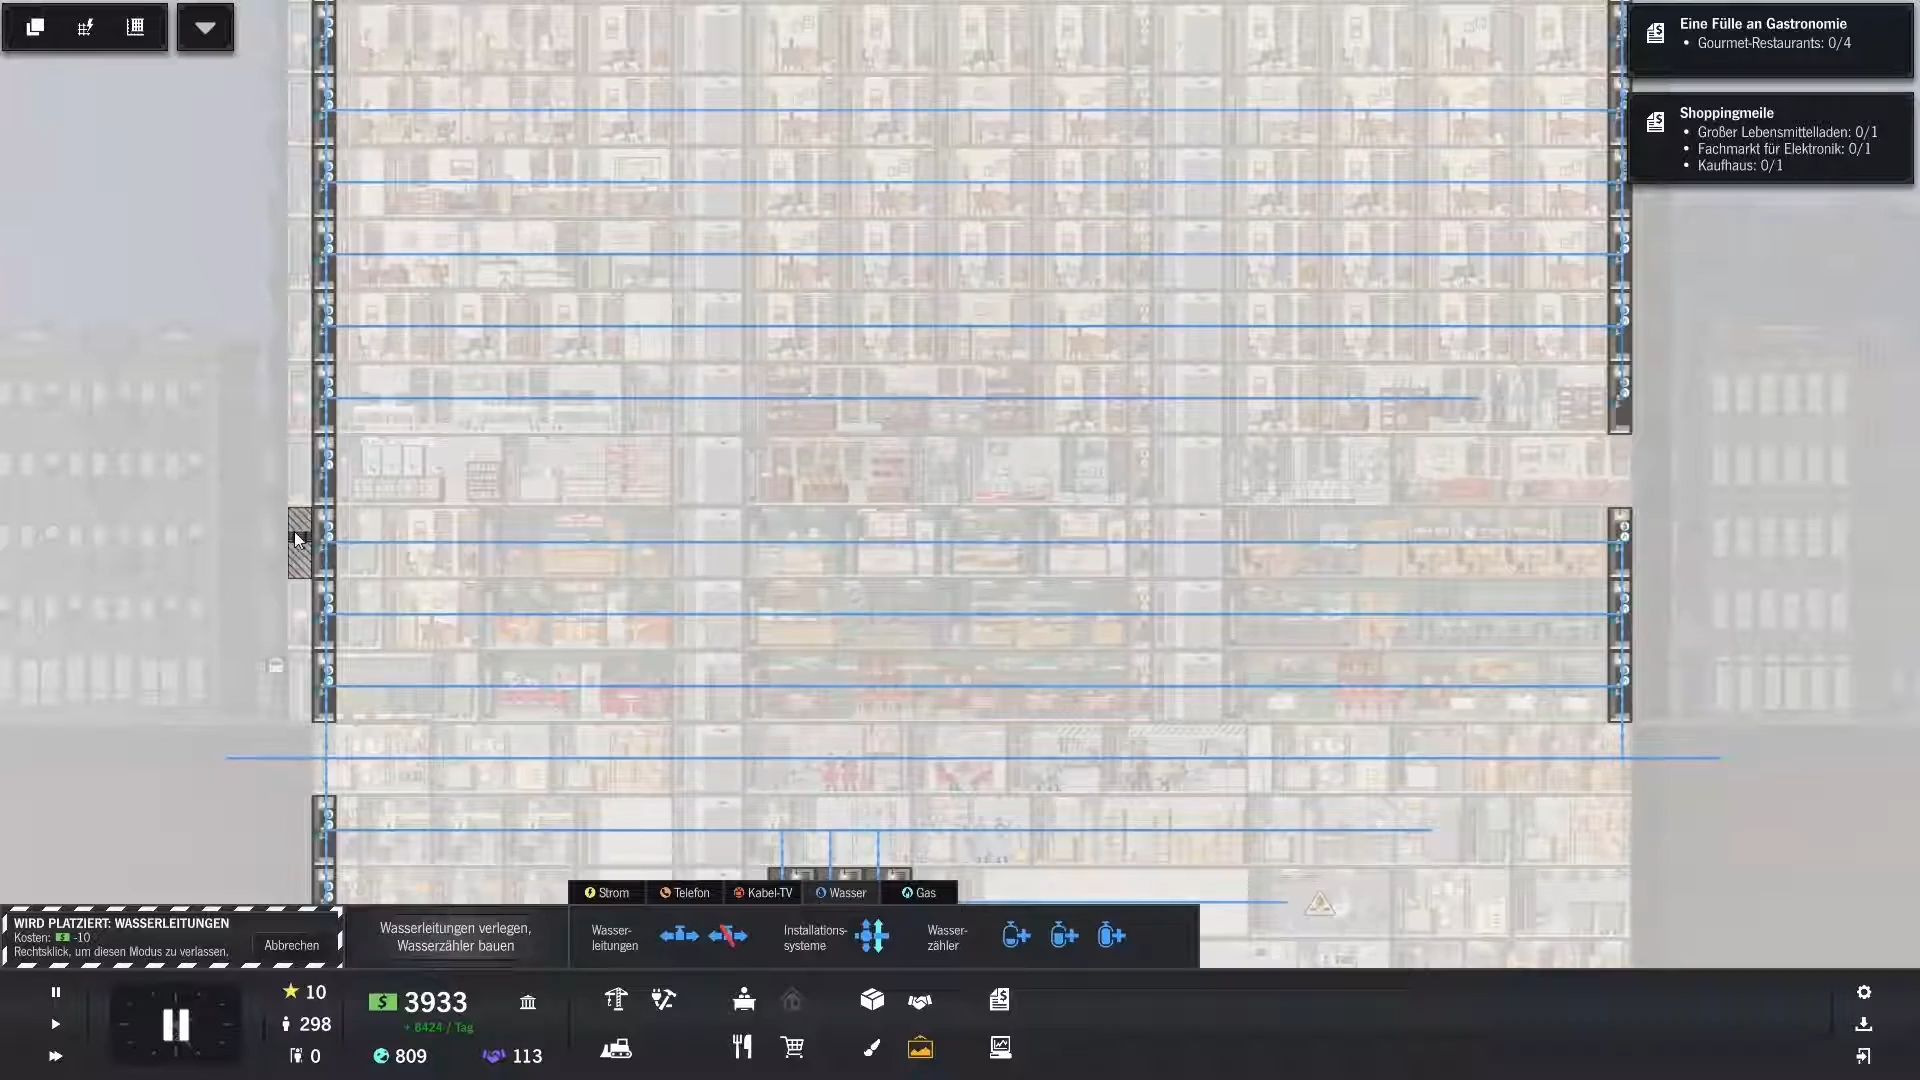 Eine Fülle an Gastronomie
• Gourmet-Restaurants: 0/4
Shoppingmeile
• Großer Lebensmittelladen: 0/1
• Fachmarkt für Elektronik: 0/1
• Kaufhaus: 0/1
Strom
Telefon
Kabel-TV
Wasser
Gas
WIRD PLATZIERT: WASSERLEITUNGEN
Kosten: -10
Rechtsklick, um diesen Modus zu verlassen.
Abbrechen
Wasserleitungen verlegen,
Wasserzähler bauen
Wasser-
leitungen
Installations-
systeme
Wasser-
zähler
10
298
0
3933
+ 8424 / Tag
809
113